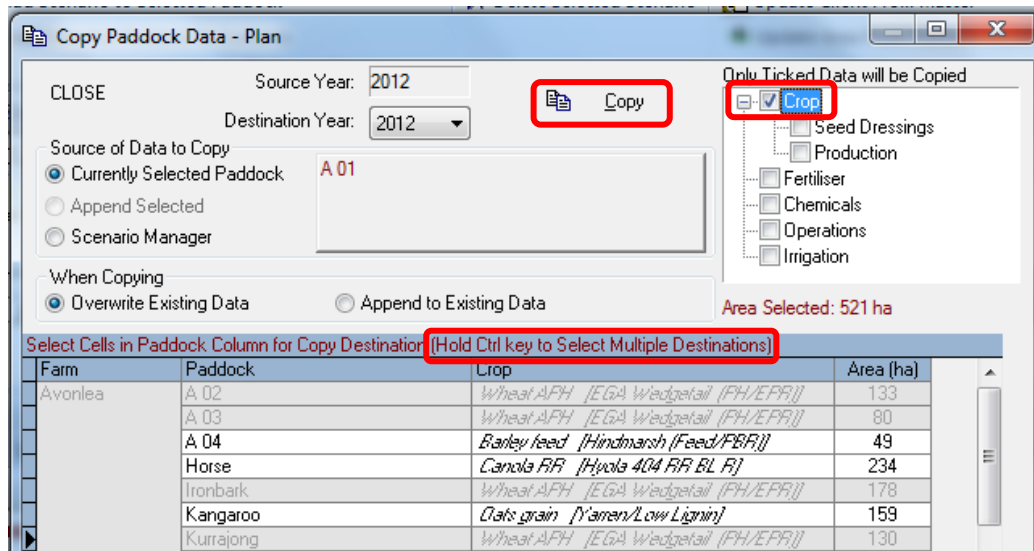 Copy Paddock Data - Plan
CLOSE
Source Year: 2012
Destination Year: 2012
Copy
Only Ticked Data will be Copied
Crop
Seed Dressings
Production
Fertiliser
Chemicals
Operations
Irrigation
Source of Data to Copy
Currently Selected Paddock
A 01
Append Selected
Scenario Manager
When Copying
Overwrite Existing Data
Append to Existing Data
Area Selected: 521 ha
Select Cells in Paddock Column for Copy Destination (Hold Ctrl key to Select Multiple Destinations)
Farm Paddock Crop Area (ha)
Avonlea A 02 Wheat APH [EGA Wedgetail (PH/EPR)] 133
A 03 Wheat APH [EGA Wedgetail (PH/EPR)] 80
A 04 Barley feed [Hindmarsh (Feed/PBR)] 49
Horse Canola RR [Hyola 404 RR BL R] 234
Ironbark Wheat APH [EGA Wedgetail (PH/EPR)] 178
Kangaroo Oats grain [Yarren/Low Lignin] 159
Kurrajong Wheat APH [EGA Wedgetail (PH/EPR)] 130